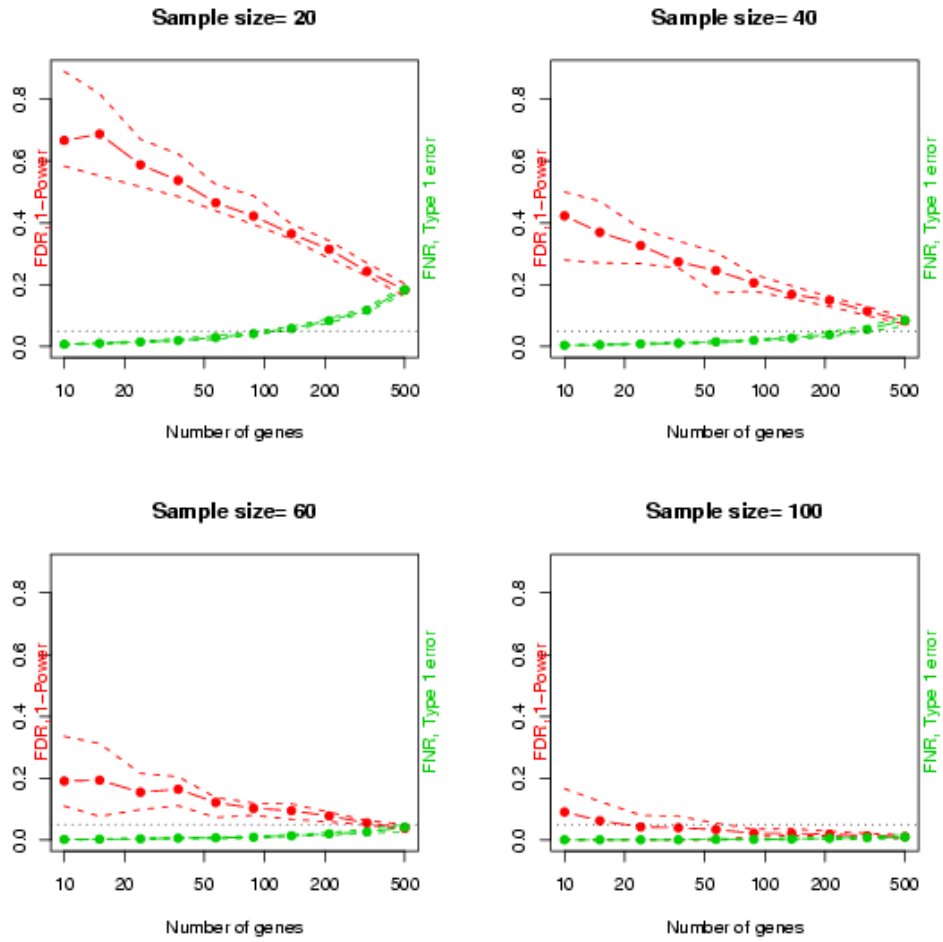 Sample size= 20
FDR, 1-Power
0.0 0.2 0.4 0.6 0.8
FNR, Type 1 error
10 20 50 100 200 500
Number of genes
Sample size= 40
FDR, 1-Power
0.0 0.2 0.4 0.6 0.8
FNR, Type 1 error
10 20 50 100 200 500
Number of genes
Sample size= 60
FDR, 1-Power
0.0 0.2 0.4 0.6 0.8
FNR, Type 1 error
10 20 50 100 200 500
Number of genes
Sample size= 100
FDR, 1-Power
0.0 0.2 0.4 0.6 0.8
FNR, Type 1 error
10 20 50 100 200 500
Number of genes